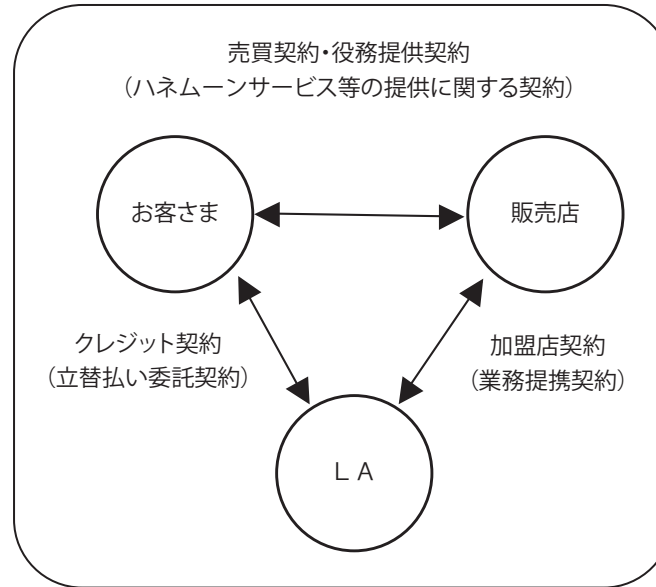 売買契約・役務提供契約
（ハネムーンサービス等の提供に関する契約）
お客さま
販売店
クレジット契約
（立替払い委託契約）
加盟店契約
（業務提携契約）
ＬＡ